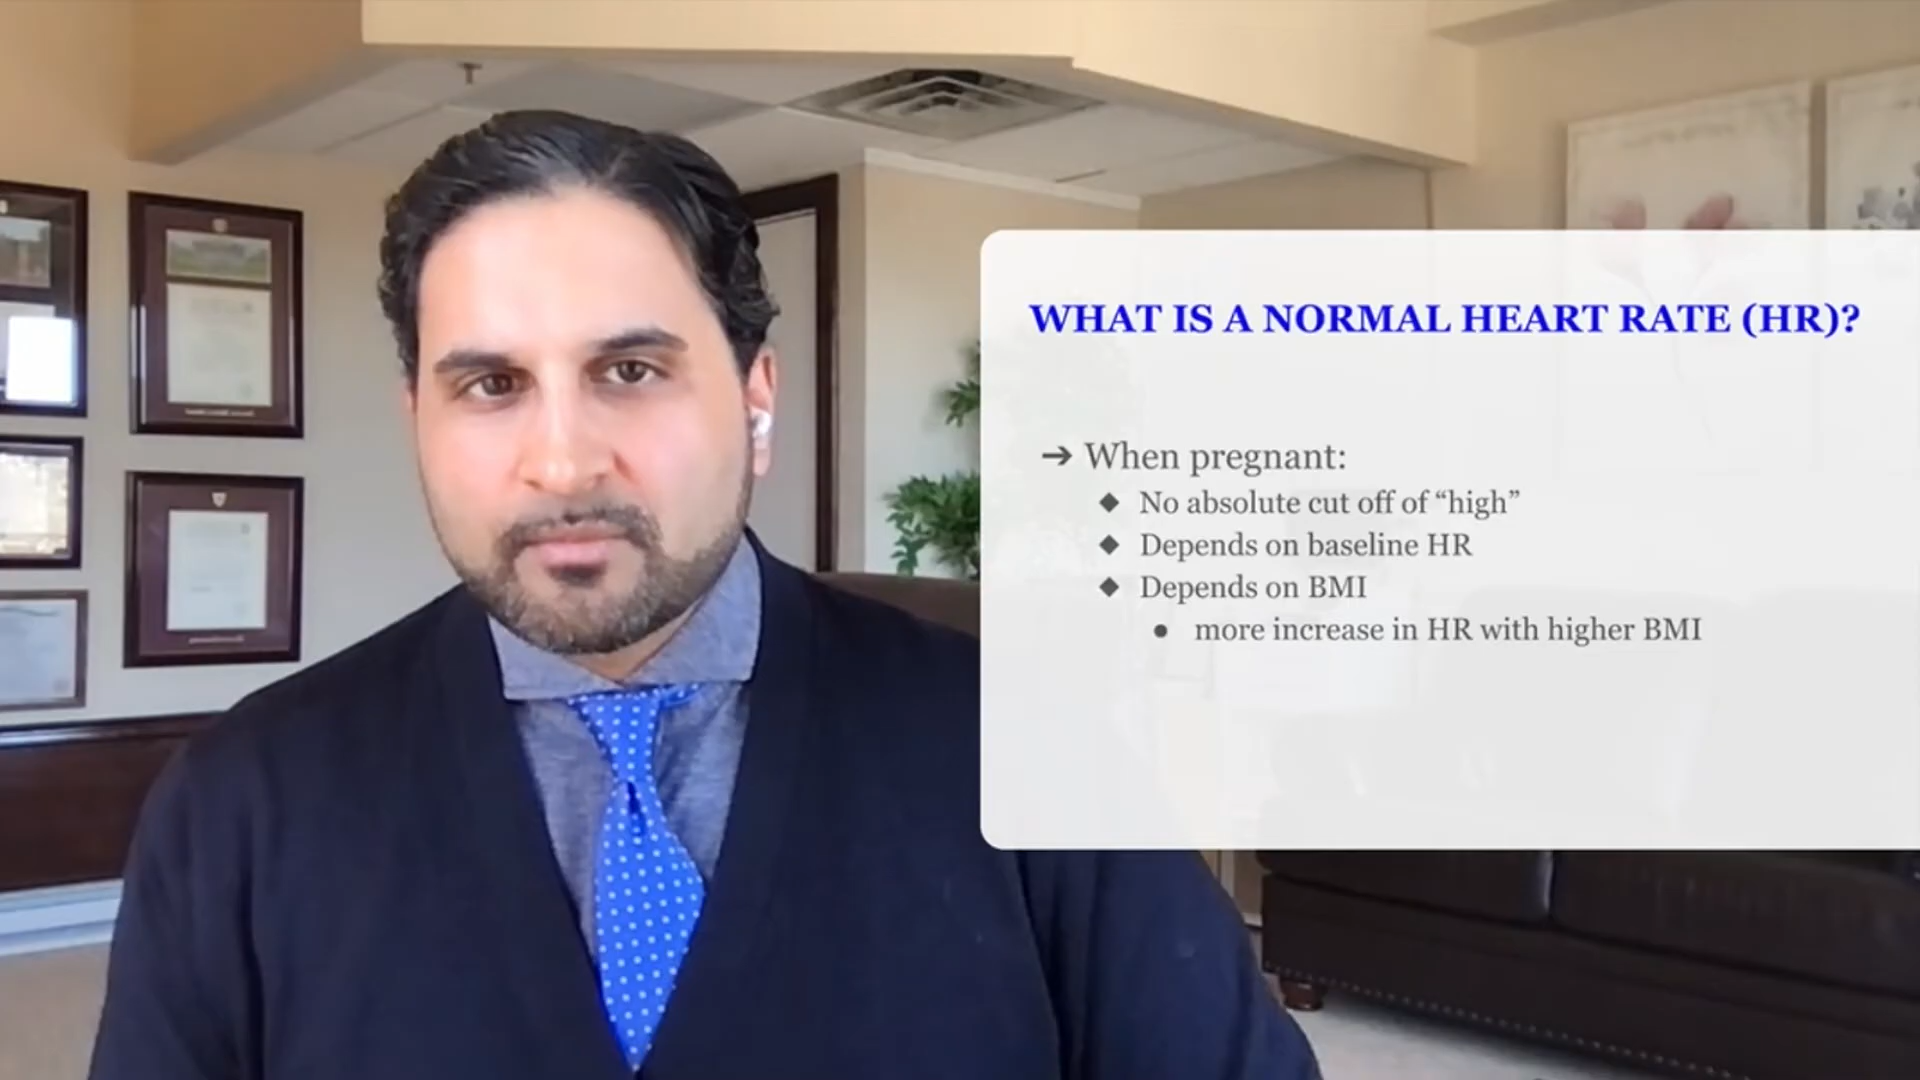 WHAT IS A NORMAL HEART RATE (HR)?
➔ When pregnant:
◆ No absolute cut off of “high”
◆ Depends on baseline HR
◆ Depends on BMI
● more increase in HR with higher BMI